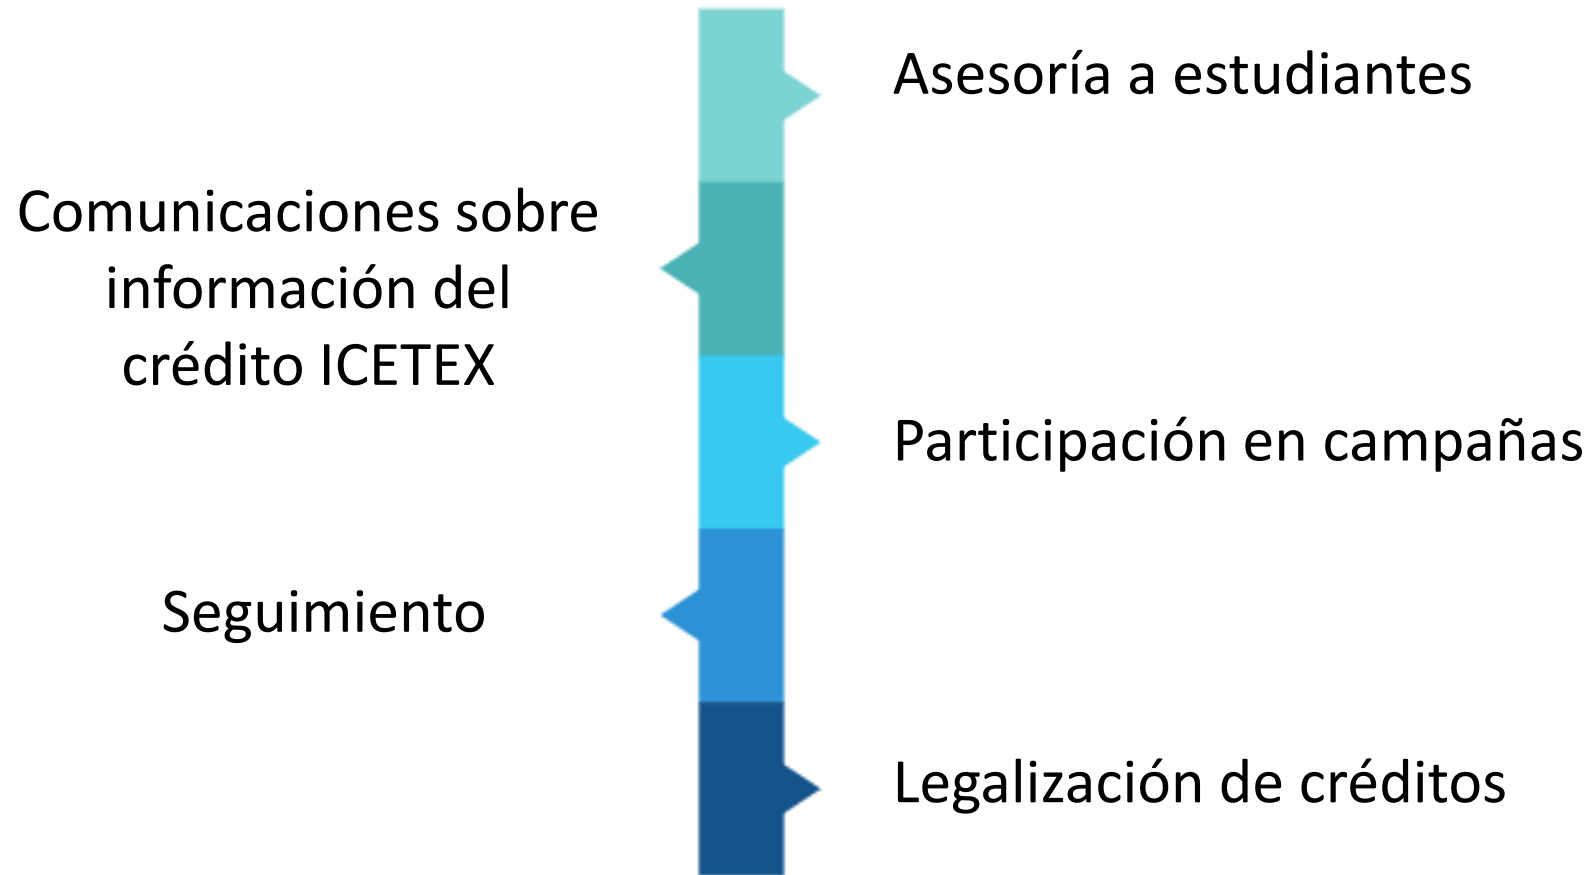 Asesoría a estudiantes
Comunicaciones sobre
información del
crédito ICETEX
Participación en campañas
Seguimiento
Legalización de créditos